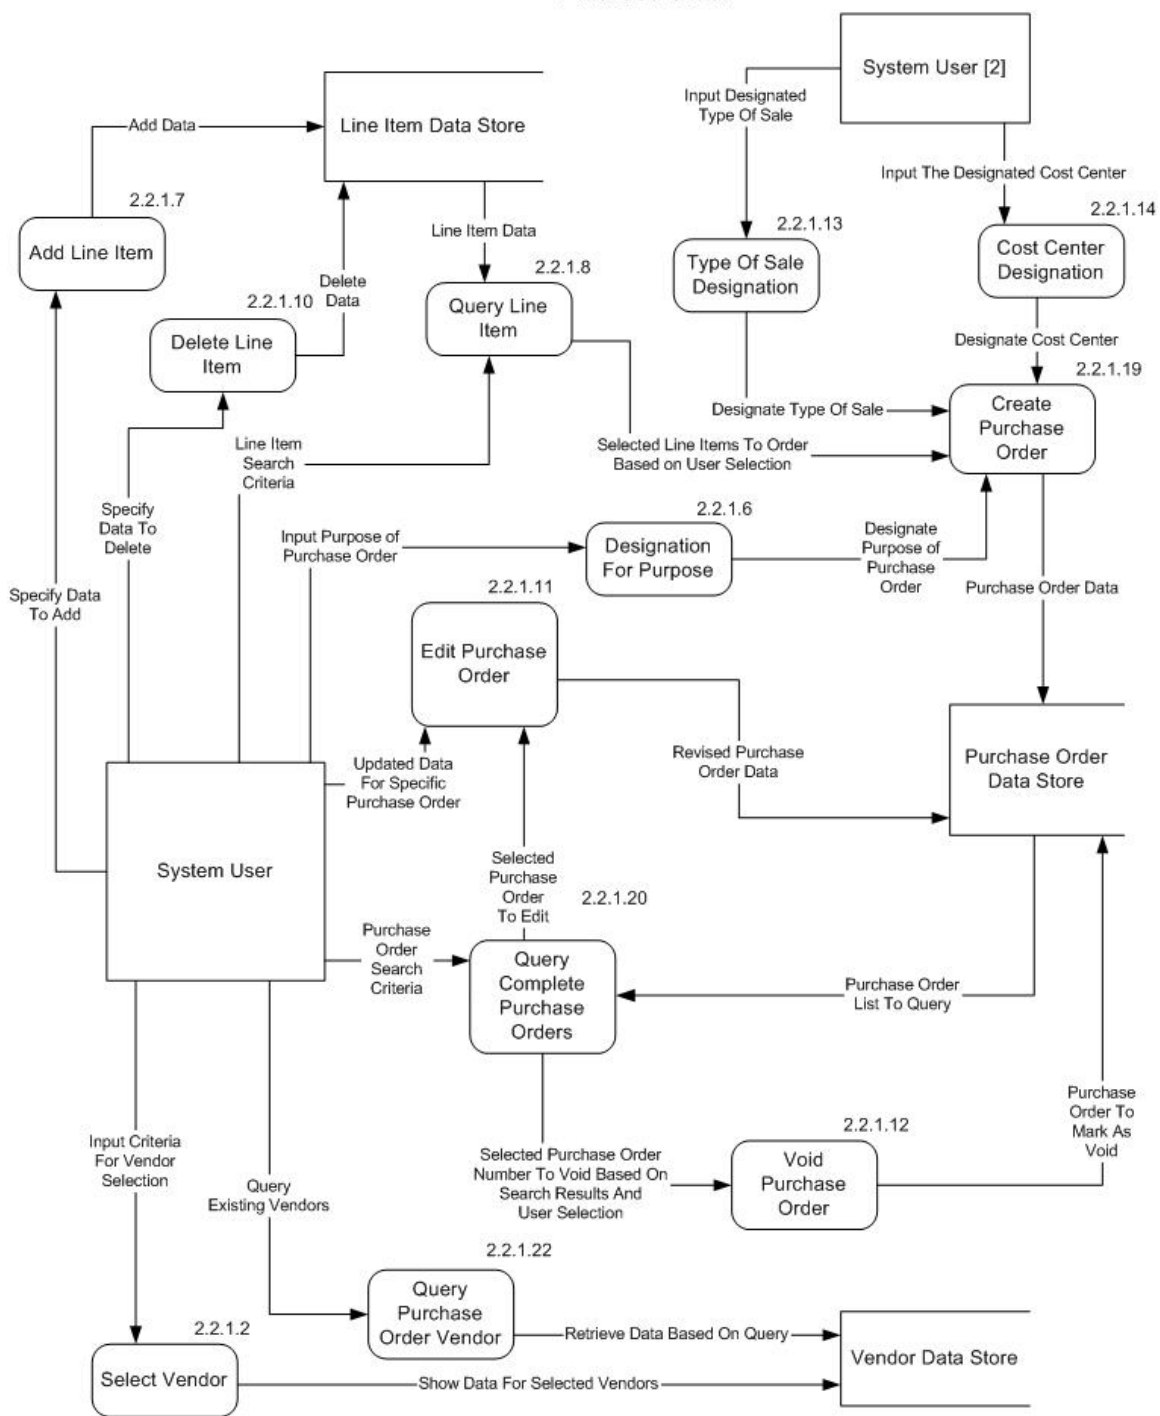 System User [2]
Input Designated
Type Of Sale
Add Data
Line Item Data Store
Input The Designated Cost Center
2.2.1.7
2.2.1.14
2.2.1.13
Line Item Data
Add Line Item
Type Of Sale
Designation
Cost Center
Designation
2.2.1.8
Delete
Data
2.2.1.10
Query Line
Item
Delete Line
Item
Designate Cost Center
2.2.1.19
Create
Purchase
Order
Designate Type Of Sale
Line Item
Search
Criteria
Selected Line Items To Order
Based on User Selection
Specify
Data To
Delete
2.2.1.6
Input Purpose of
Purchase Order
Designation
For Purpose
Designate
Purpose of
Purchase
Order
Purchase Order Data
Specify Data
To Add
2.2.1.11
Edit Purchase
Order
Revised Purchase
Order Data
Purchase Order
Data Store
Updated Data
For Specific
Purchase Order
System User
Selected
Purchase
Order
To Edit
2.2.1.20
Purchase
Order
Search
Criteria
Query
Complete
Purchase
Orders
Purchase Order
List To Query
Purchase
Order To
Mark As
Void
2.2.1.12
Input Criteria
For Vendor
Selection
Selected Purchase Order
Number To Void Based On
Search Results And
User Selection
Void
Purchase
Order
Query
Existing Vendors
2.2.1.22
Query
Purchase
Order Vendor
2.2.1.2
Retrieve Data Based On Query
Vendor Data Store
Select Vendor
Show Data For Selected Vendors